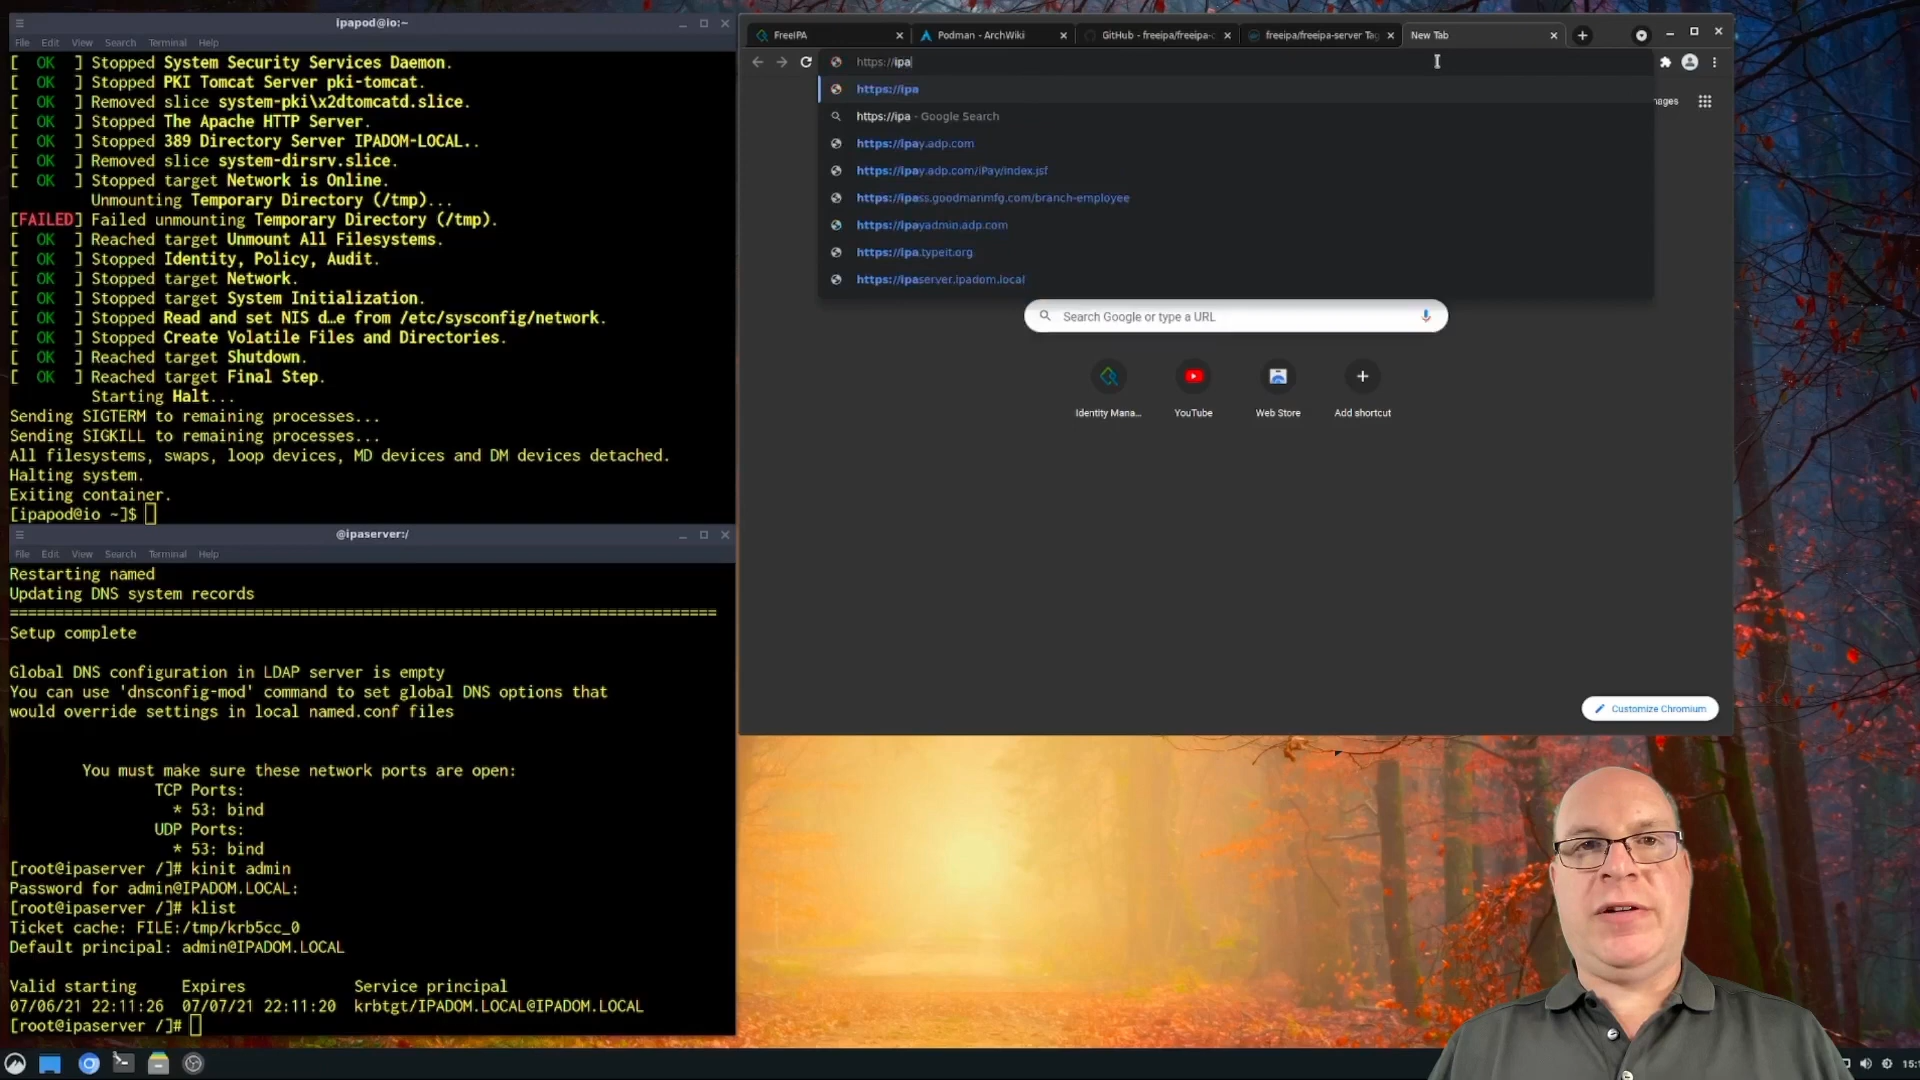 ipapod@io:~
File Edit View Search Terminal Help
[ OK ] Stopped System Security Services Daemon.
[ OK ] Stopped PKI Tomcat Server pki-tomcat.
[ OK ] Removed slice system-pki\x2dtomcatd.slice.
[ OK ] Stopped The Apache HTTP Server.
[ OK ] Stopped 389 Directory Server IPADOM-LOCAL..
[ OK ] Removed slice system-dirsrv.slice.
[ OK ] Stopped target Network is Online.
Unmounting Temporary Directory (/tmp)...
[FAILED] Failed unmounting Temporary Directory (/tmp).
[ OK ] Reached target Unmount All Filesystems.
[ OK ] Stopped Identity, Policy, Audit.
[ OK ] Stopped target Network.
[ OK ] Stopped target System Initialization.
[ OK ] Stopped Read and set NIS d…e from /etc/sysconfig/network.
[ OK ] Stopped Create Volatile Files and Directories.
[ OK ] Reached target Shutdown.
[ OK ] Reached target Final Step.
Starting Halt...
Sending SIGTERM to remaining processes...
Sending SIGKILL to remaining processes...
All filesystems, swaps, loop devices, MD devices and DM devices detached.
Halting system.
Exiting container.
[ipapod@io ~]$
@ipaserver:/
File Edit View Search Terminal Help
Restarting named
Updating DNS system records
==============================================================================
Setup complete
Global DNS configuration in LDAP server is empty
You can use 'dnsconfig-mod' command to set global DNS options that
would override settings in local named.conf files
You must make sure these network ports are open:
TCP Ports:
* 53: bind
UDP Ports:
* 53: bind
[root@ipaserver /]# kinit admin
Password for admin@IPADOM.LOCAL:
[root@ipaserver /]# klist
Ticket cache: FILE:/tmp/krb5cc_0
Default principal: admin@IPADOM.LOCAL
Valid starting Expires Service principal
07/06/21 22:11:26 07/07/21 22:11:20 krbtgt/IPADOM.LOCAL@IPADOM.LOCAL
[root@ipaserver /]#
FreeIPA Podman - ArchWiki GitHub - freeipa/freeipa-c freeipa/freeipa-server Tag New Tab
https://ipa
https://ipa
https://ipa - Google Search
https://ipay.adp.com
https://ipay.adp.com/iPay/index.jsf
https://ipass.goodmanmfg.com/branch-employee
https://ipayadmin.adp.com
https://ipa.typeit.org
https://ipaserver.ipadom.local
Search Google or type a URL
Identity Mana... YouTube Web Store Add shortcut
Customize Chromium